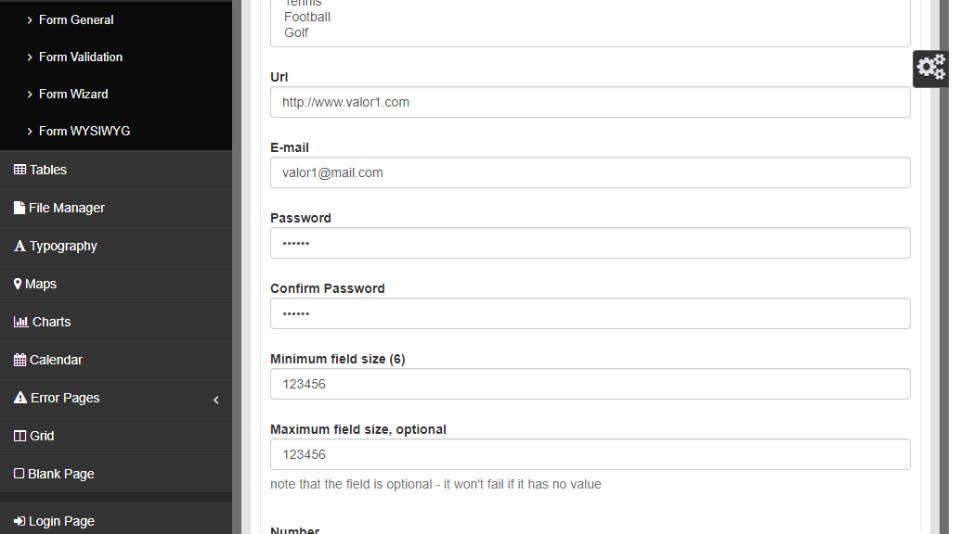 Form General
Form Validation
Form Wizard
Form WYSIWYG
Tables
File Manager
Typography
Maps
Charts
Calendar
Error Pages
Grid
Blank Page
Login Page
Tennis
Football
Golf
Url
http://www.valor1.com
E-mail
valor1@mail.com
Password
••••••
Confirm Password
••••••
Minimum field size (6)
123456
Maximum field size, optional
123456
note that the field is optional - it won't fail if it has no value
Number